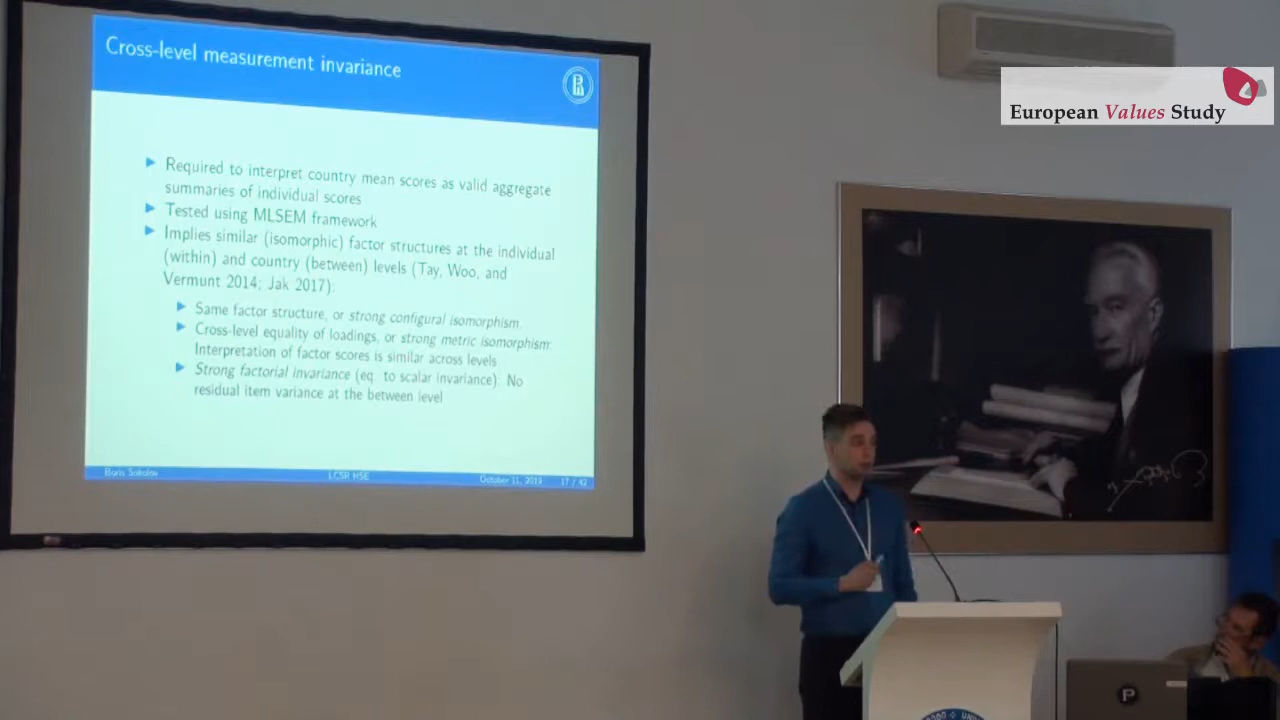 Cross-level measurement invariance
European Values Study
Required to interpret country mean scores as valid aggregate
summaries of individual scores
Tested using MLSEM framework
Implies similar (isomorphic) factor structures at the individual
(within) and country (between) levels (Tay, Woo, and
Vermunt 2014; Jak 2017):
Same factor structure, or strong configural isomorphism.
Cross-level equality of loadings, or strong metric isomorphism:
Interpretation of factor scores is similar across levels
Strong factorial invariance (eq. to scalar invariance): No
residual item variance at the between level
Boris Sokolov
LCSR HSE
October 11, 2019
17 / 42
P